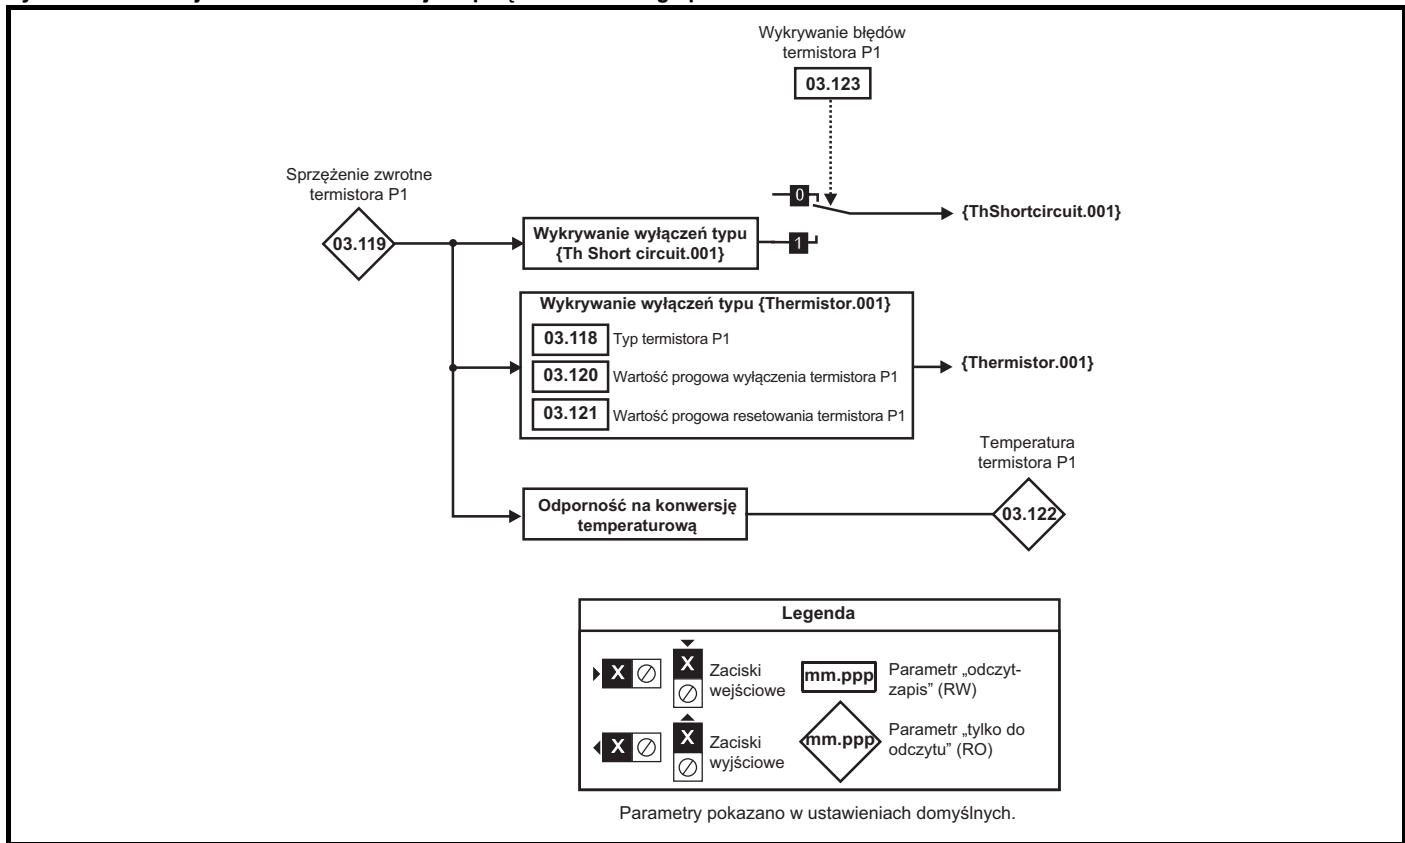 Wykrywanie błędów
termistora P1
03.123
Sprzężenie zwrotne
termistora P1
03.119
0
{ThShortcircuit.001}
Wykrywanie wyłączeń typu
{Th Short circuit.001}
1
Wykrywanie wyłączeń typu {Thermistor.001}
03.118 Typ termistora P1
03.120 Wartość progowa wyłączenia termistora P1
03.121 Wartość progowa resetowania termistora P1
{Thermistor.001}
Temperatura
termistora P1
Odporność na konwersję
temperaturową
03.122
Legenda
X
X
Zaciski
wejściowe
mm.ppp
Parametr „odczyt-
zapis” (RW)
X
X
Zaciski
wyjściowe
mm.ppp
Parametr „tylko do
odczytu” (RO)
Parametry pokazano w ustawieniach domyślnych.